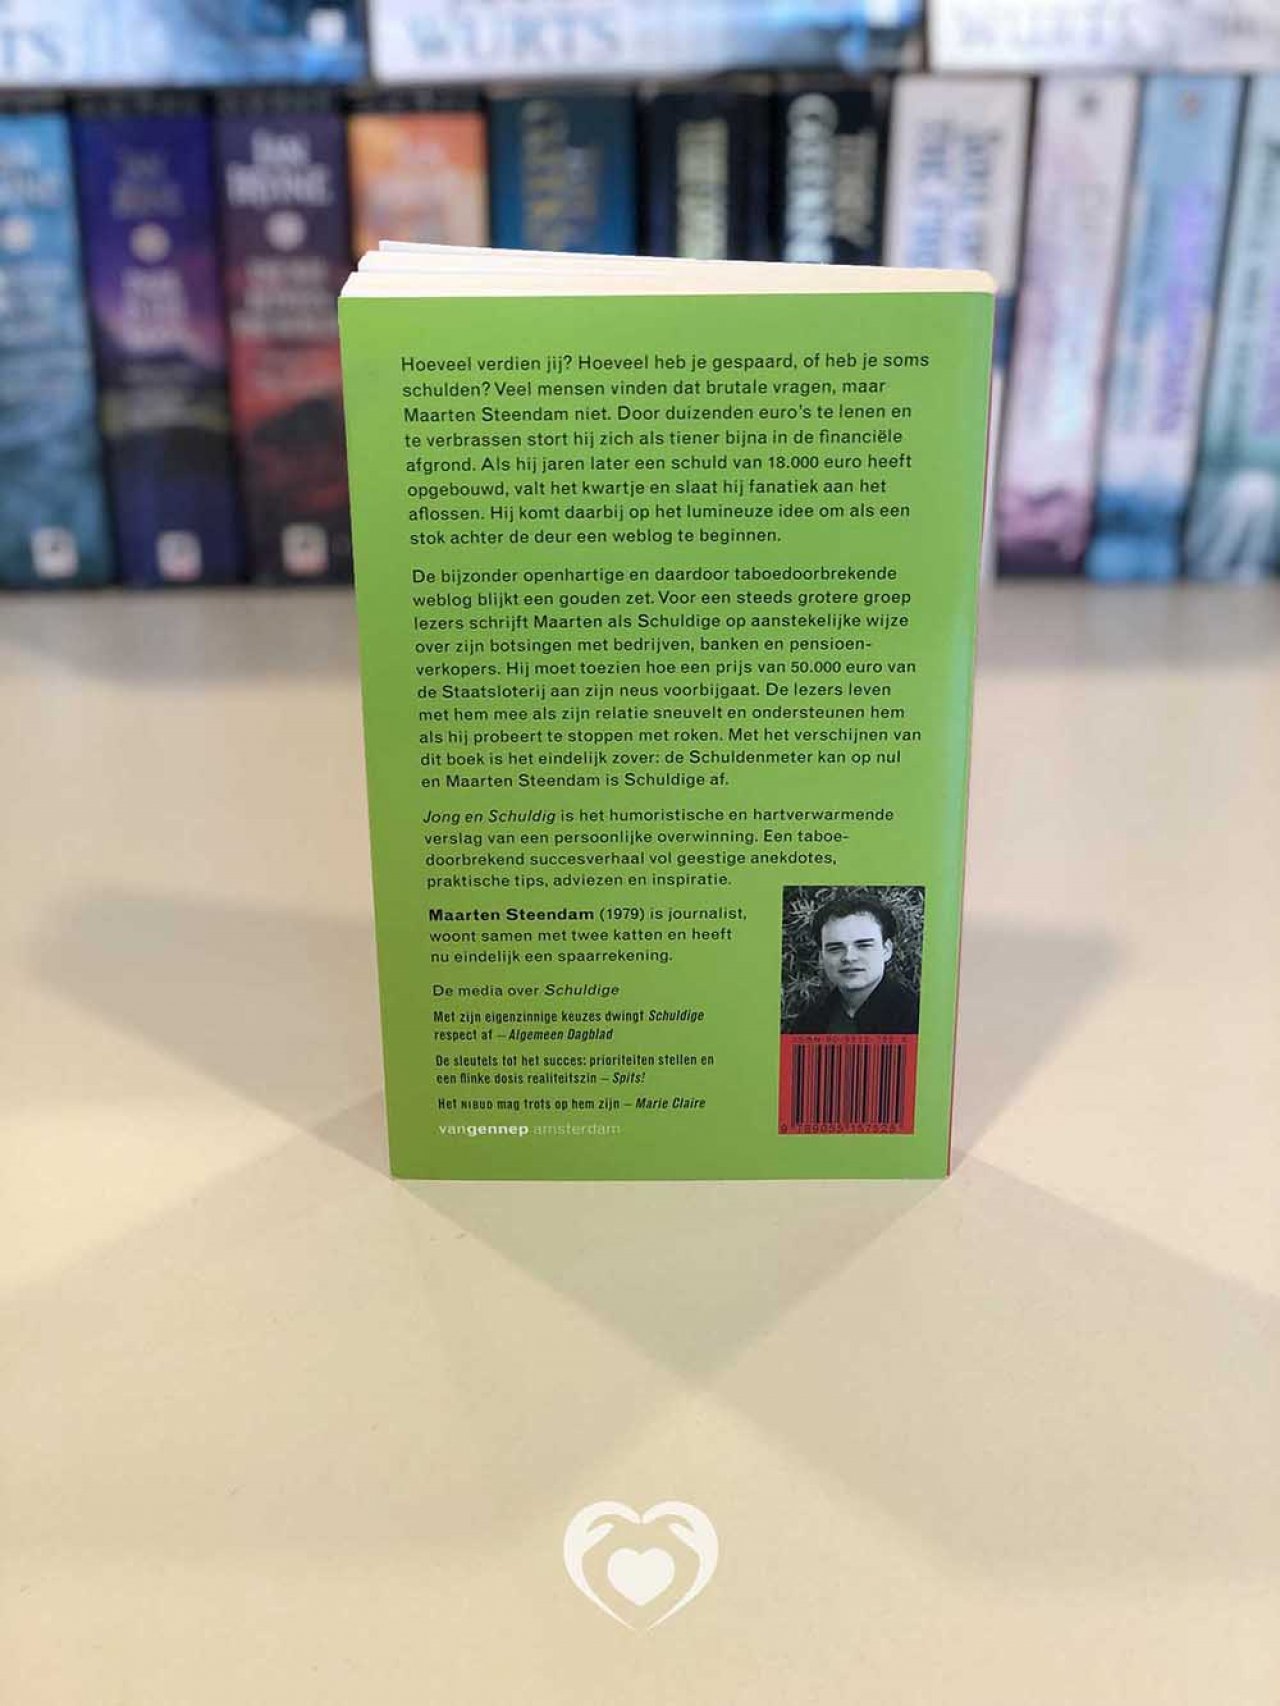 WURTS
Hoeveel verdien jij? Hoeveel heb je gespaard, of heb je soms
schulden? Veel mensen vinden dat brutale vragen, maar
Maarten Steendam niet. Door duizenden euro's te lenen en
te verbrassen stort hij zich als tiener bijna in de financiële
afgrond. Als hij jaren later een schuld van 18.000 euro heeft
opgebouwd, valt het kwartje en slaat hij fanatiek aan het
aflossen. Hij komt daarbij op het lumineuze idee om als een
stok achter de deur een weblog te beginnen.
De bijzonder openhartige en daardoor taboedoorbrekende
weblog blijkt een gouden zet. Voor een steeds grotere groep
lezers schrijft Maarten als Schuldige op aanstekelijke wijze
over zijn botsingen met bedrijven, banken en pensioen-
verkopers. Hij moet toezien hoe een prijs van 50.000 euro van
de Staatsloterij aan zijn neus voorbijgaat. De lezers leven
met hem mee als zijn relatie sneuvelt en ondersteunen hem
als hij probeert te stoppen met roken. Met het verschijnen van
dit boek is het eindelijk zover: de Schuldenmeter kan op nul
en Maarten Steendam is Schuldige af.
Jong en Schuldig is het humoristische en hartverwarmende
verslag van een persoonlijke overwinning. Een taboe-
doorbrekend succesverhaal vol geestige anekdotes,
praktische tips, adviezen en inspiratie.
Maarten Steendam (1979) is journalist,
woont samen met twee katten en heeft
nu eindelijk een spaarrekening.
De media over Schuldige
Met zijn eigenzinnige keuzes dwingt Schuldige
respect af – Algemeen Dagblad
De sleutels tot het succes: prioriteiten stellen en
een flinke dosis realiteitszin – Spits!
Het NIBUD mag trots op hem zijn – Marie Claire
vangennep amsterdam